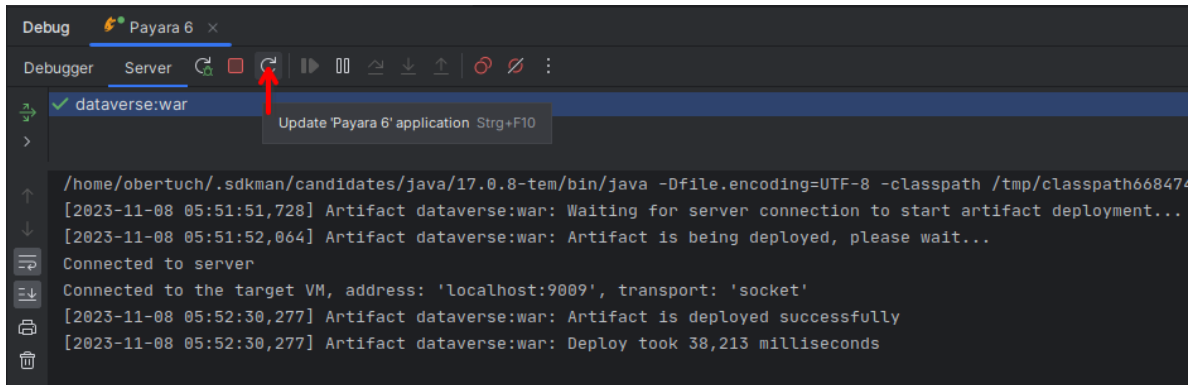 Debug Payara 6
Debugger Server
dataverse:war
Update 'Payara 6' application Strg+F10
/home/obertuch/.sdkman/candidates/java/17.0.8-tem/bin/java -Dfile.encoding=UTF-8 -classpath /tmp/classpath668474
[2023-11-08 05:51:51,728] Artifact dataverse:war: Waiting for server connection to start artifact deployment...
[2023-11-08 05:51:52,064] Artifact dataverse:war: Artifact is being deployed, please wait...
Connected to server
Connected to the target VM, address: 'localhost:9009', transport: 'socket'
[2023-11-08 05:52:30,277] Artifact dataverse:war: Artifact is deployed successfully
[2023-11-08 05:52:30,277] Artifact dataverse:war: Deploy took 38,213 milliseconds